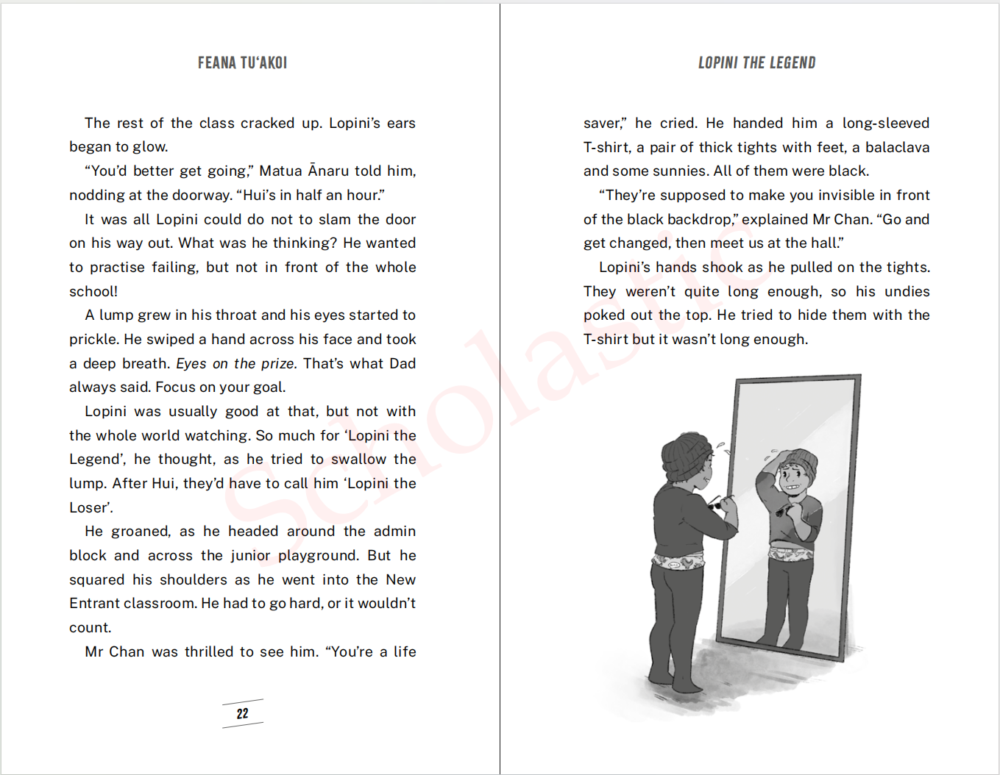 FEANA TUʻAKOI
The rest of the class cracked up. Lopini’s ears
began to glow.
“You’d better get going,” Matua Ānaru told him,
nodding at the doorway. “Hui’s in half an hour.”
It was all Lopini could do not to slam the door
on his way out. What was he thinking? He wanted
to practise failing, but not in front of the whole
school!
A lump grew in his throat and his eyes started to
prickle. He swiped a hand across his face and took
a deep breath. Eyes on the prize. That’s what Dad
always said. Focus on your goal.
Lopini was usually good at that, but not with
the whole world watching. So much for ‘Lopini the
Legend’, he thought, as he tried to swallow the
lump. After Hui, they’d have to call him ‘Lopini the
Loser’.
He groaned, as he headed around the admin
block and across the junior playground. But he
squared his shoulders as he went into the New
Entrant classroom. He had to go hard, or it wouldn’t
count.
Mr Chan was thrilled to see him. “You’re a life
22
LOPINI THE LEGEND
saver,” he cried. He handed him a long-sleeved
T-shirt, a pair of thick tights with feet, a balaclava
and some sunnies. All of them were black.
“They’re supposed to make you invisible in front
of the black backdrop,” explained Mr Chan. “Go and
get changed, then meet us at the hall.”
Lopini’s hands shook as he pulled on the tights.
They weren’t quite long enough, so his undies
poked out the top. He tried to hide them with the
T-shirt but it wasn’t long enough.
Scholastic